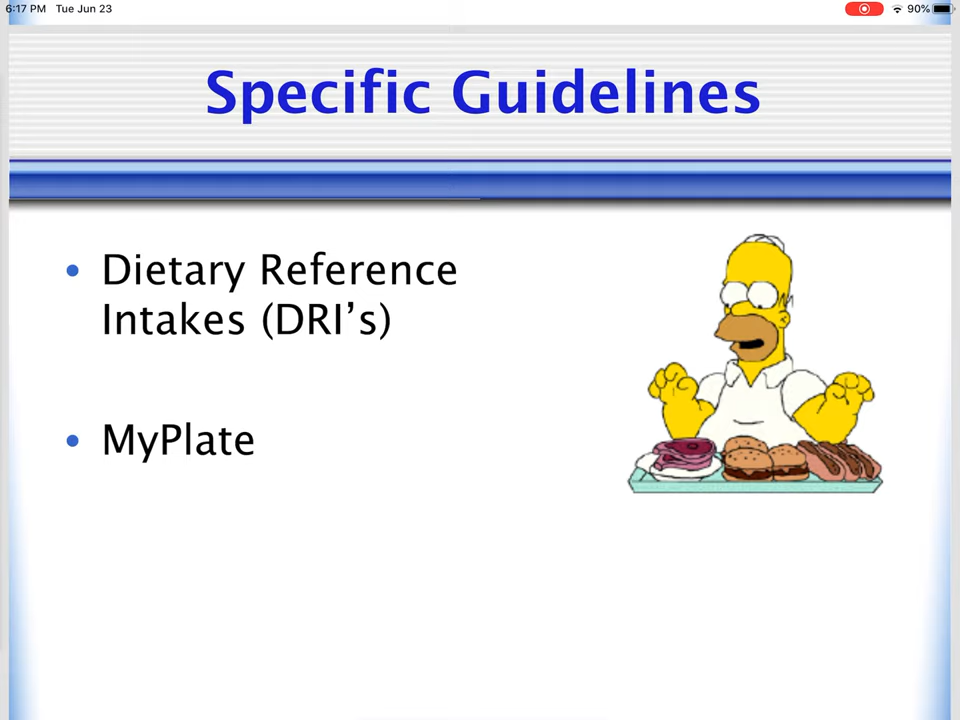 6:17 PM Tue Jun 23
90%
Specific Guidelines
• Dietary Reference
Intakes (DRI’s)
• MyPlate